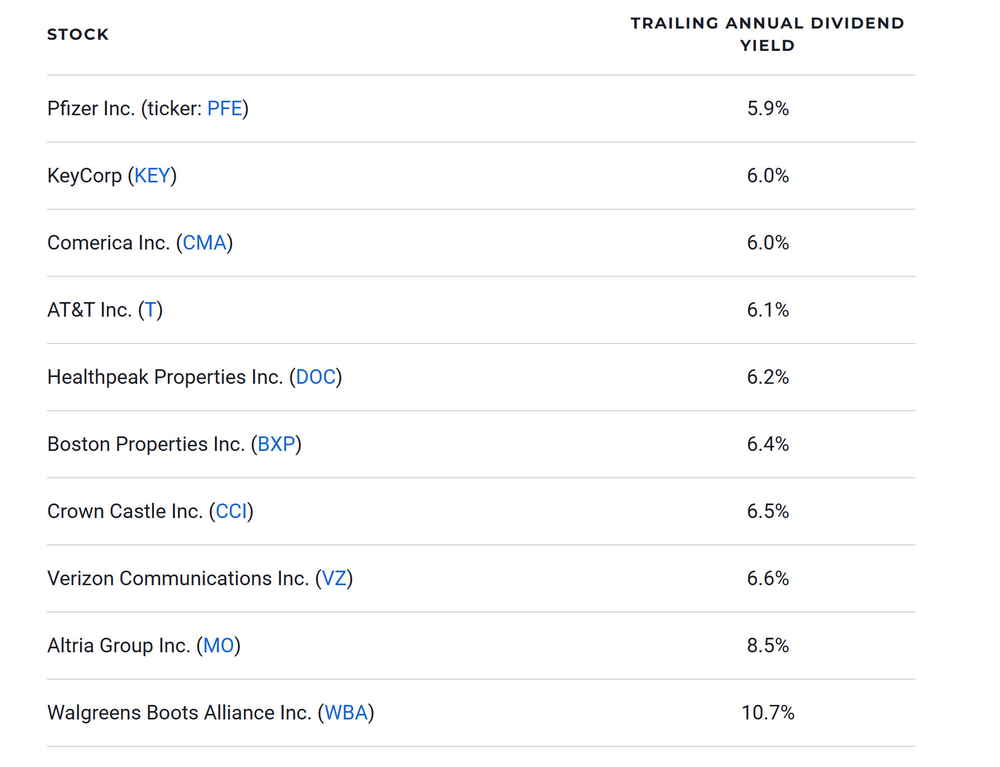 STOCK
TRAILING ANNUAL DIVIDEND
YIELD
Pfizer Inc. (ticker: PFE) 5.9%
KeyCorp (KEY) 6.0%
Comerica Inc. (CMA) 6.0%
AT&T Inc. (T) 6.1%
Healthpeak Properties Inc. (DOC) 6.2%
Boston Properties Inc. (BXP) 6.4%
Crown Castle Inc. (CCI) 6.5%
Verizon Communications Inc. (VZ) 6.6%
Altria Group Inc. (MO) 8.5%
Walgreens Boots Alliance Inc. (WBA) 10.7%